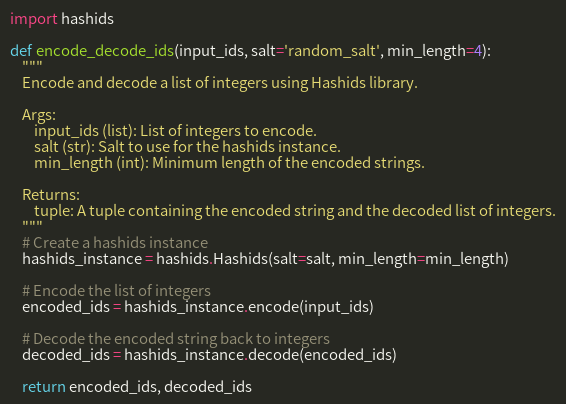 import hashids

def encode_decode_ids(input_ids, salt='random_salt', min_length=4):
    """
    Encode and decode a list of integers using Hashids library.

    Args:
        input_ids (list): List of integers to encode.
        salt (str): Salt to use for the hashids instance.
        min_length (int): Minimum length of the encoded strings.

    Returns:
        tuple: A tuple containing the encoded string and the decoded list of integers.
    """
    # Create a hashids instance
    hashids_instance = hashids.Hashids(salt=salt, min_length=min_length)

    # Encode the list of integers
    encoded_ids = hashids_instance.encode(input_ids)

    # Decode the encoded string back to integers
    decoded_ids = hashids_instance.decode(encoded_ids)

    return encoded_ids, decoded_ids